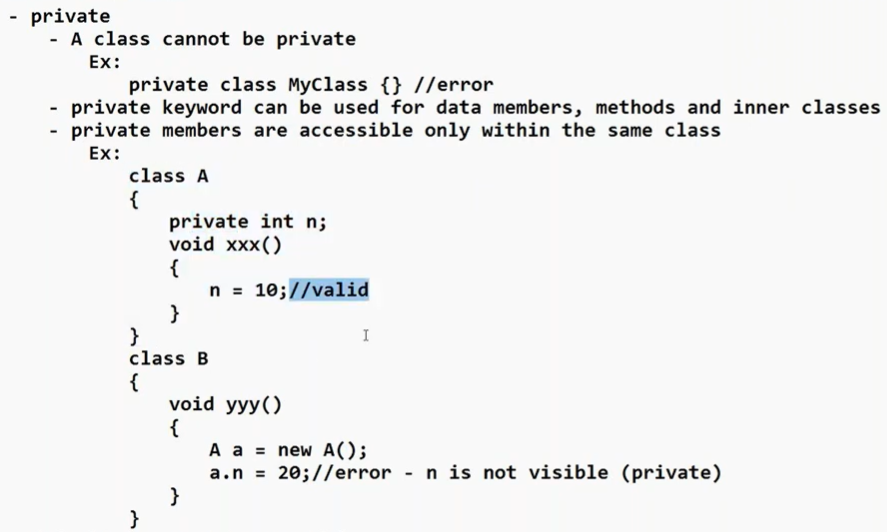 - private
- A class cannot be private
Ex:
private class MyClass {} //error
- private keyword can be used for data members, methods and inner classes
- private members are accessible only within the same class
Ex:
class A
{
private int n;
void xxx()
{
n = 10;//valid
}
}
class B
{
void yyy()
{
A a = new A();
a.n = 20;//error - n is not visible (private)
}
}